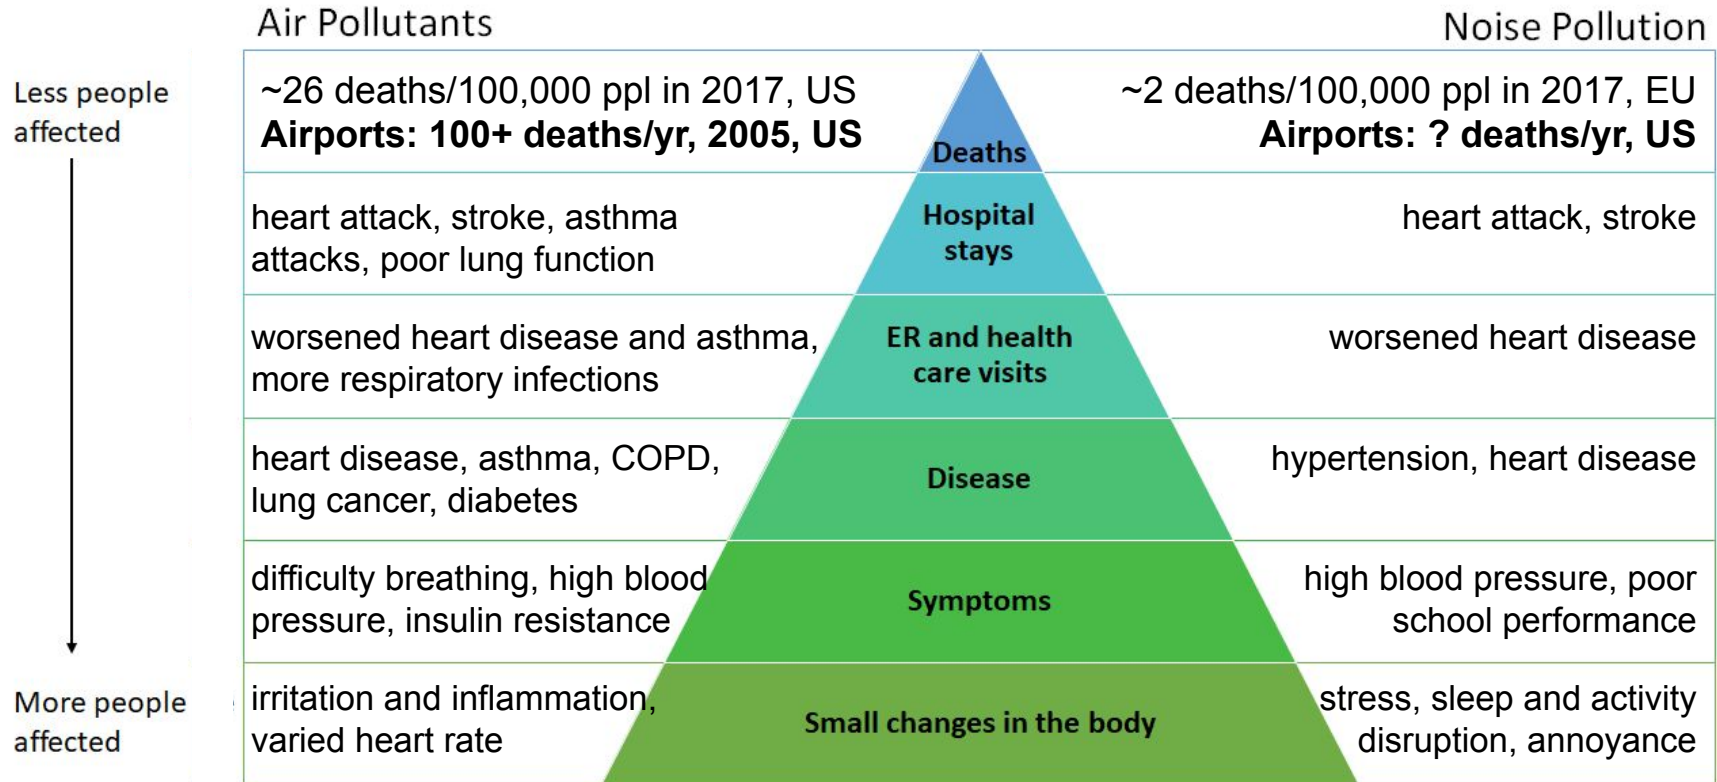 Air Pollutants
Noise Pollution
Less people
affected
~26 deaths/100,000 ppl in 2017, US
Airports: 100+ deaths/yr, 2005, US
Deaths
~2 deaths/100,000 ppl in 2017, EU
Airports: ? deaths/yr, US
heart attack, stroke, asthma
attacks, poor lung function
Hospital
stays
heart attack, stroke
worsened heart disease and asthma,
more respiratory infections
ER and health
care visits
worsened heart disease
heart disease, asthma, COPD,
lung cancer, diabetes
Disease
hypertension, heart disease
difficulty breathing, high blood
pressure, insulin resistance
Symptoms
high blood pressure, poor
school performance
More people
affected
irritation and inflammation,
varied heart rate
Small changes in the body
stress, sleep and activity
disruption, annoyance